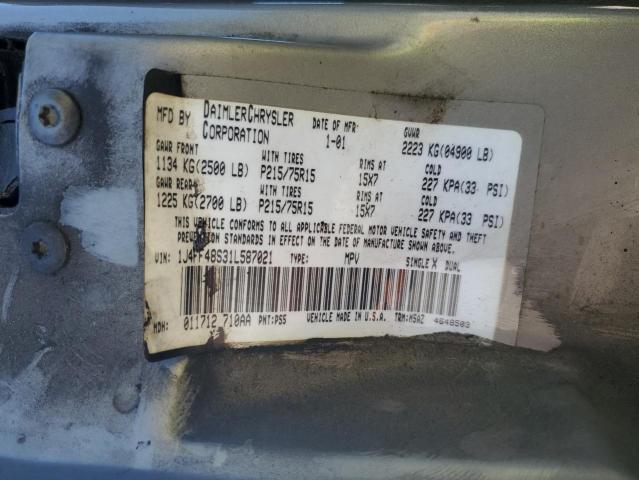 MFD BY DAIMLERCHRYSLER CORPORATION DATE OF MFR 1-01 GVWR 2223 KG(04900 LB)
GAWR FRONT WITH TIRES RIMS AT COLD
1134 KG(2500 LB) P215/75R15 15X7 227 KPA(33 PSI)
GAWR REAR WITH TIRES RIMS AT COLD
1225 KG(2700 LB) P215/75R15 15X7 227 KPA(33 PSI)
THIS VEHICLE CONFORMS TO ALL APPLICABLE FEDERAL MOTOR VEHICLE SAFETY AND THEFT
PREVENTION STANDARDS IN EFFECT ON THE DATE OF MANUFACTURE SHOWN ABOVE.
VIN: 1J4FF48S31L587021 TYPE: MPV SINGLE X DUAL
MDH: 011712 710AA PNT:PS5 VEHICLE MADE IN U.S.A. TRM:M5AZ 4648503